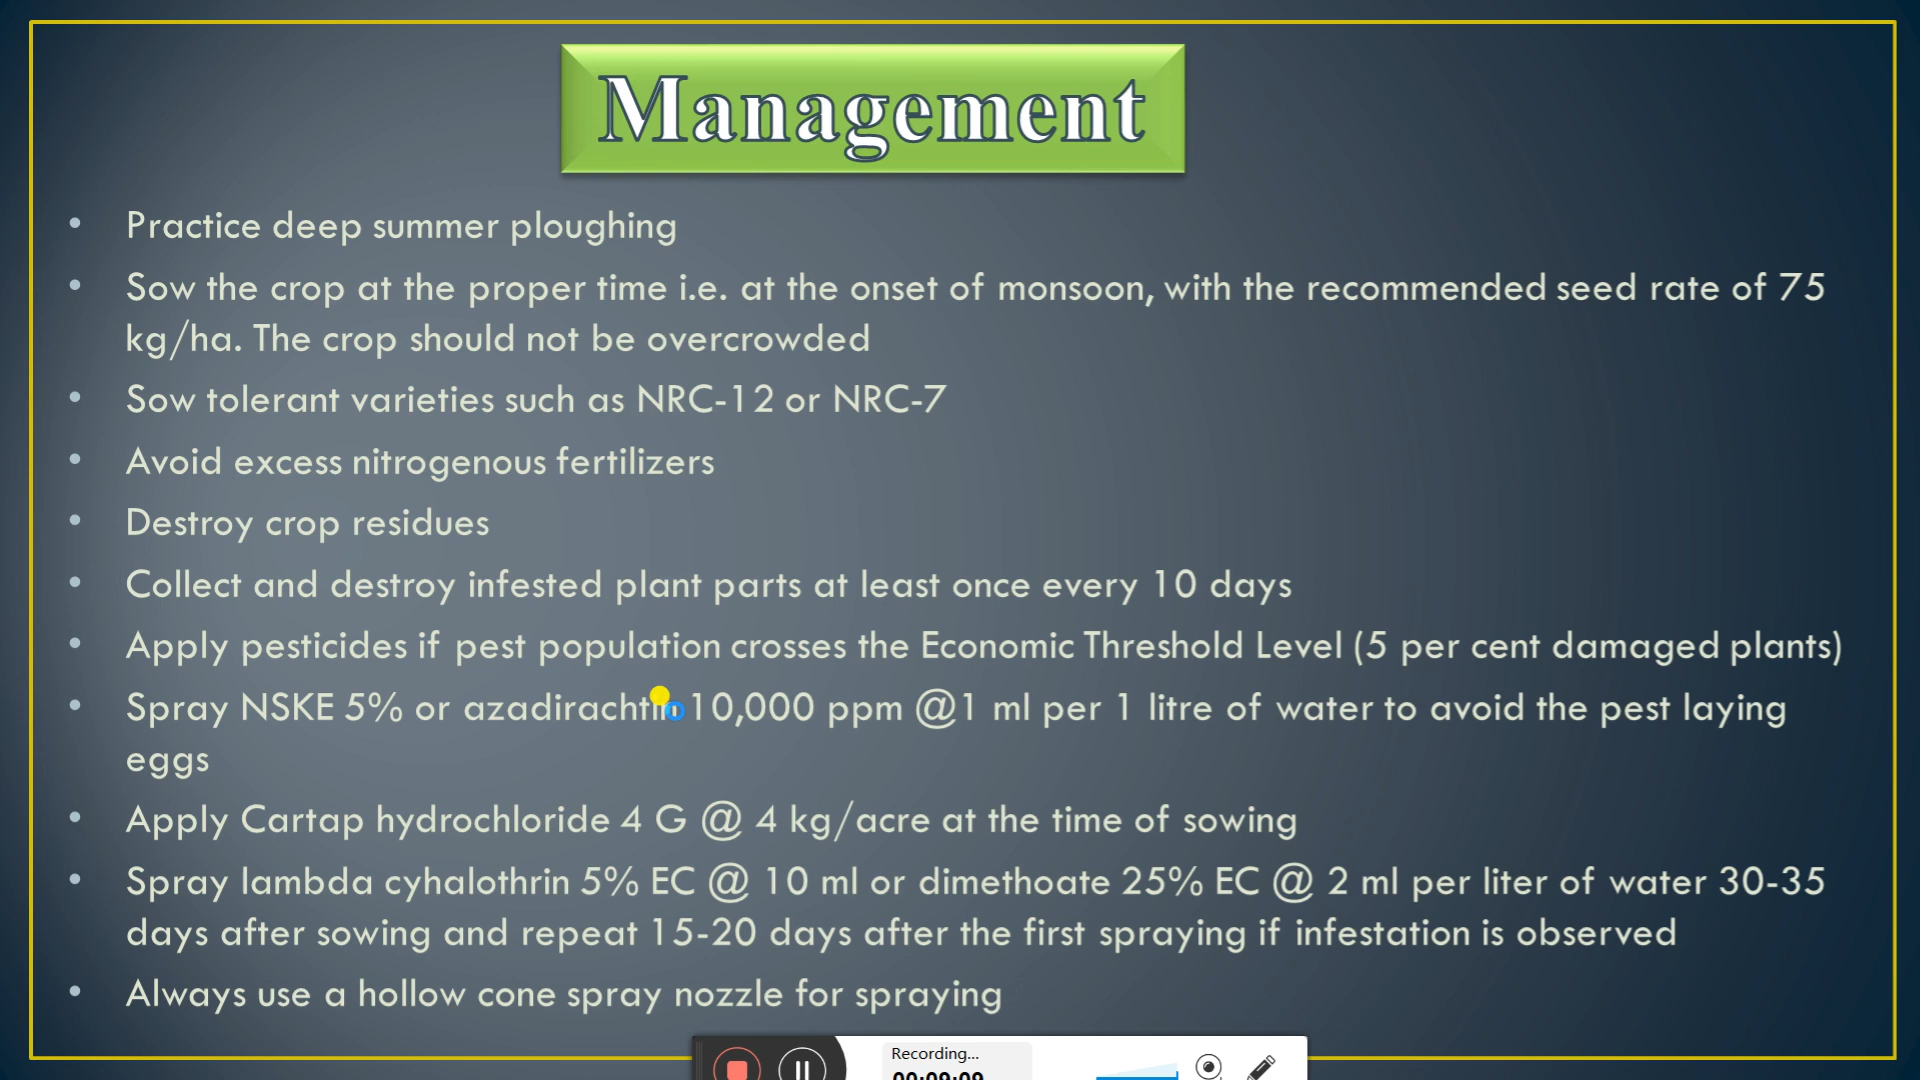 Management
• Practice deep summer ploughing
• Sow the crop at the proper time i.e. at the onset of monsoon, with the recommended seed rate of 75
kg/ha. The crop should not be overcrowded
• Sow tolerant varieties such as NRC-12 or NRC-7
• Avoid excess nitrogenous fertilizers
• Destroy crop residues
• Collect and destroy infested plant parts at least once every 10 days
• Apply pesticides if pest population crosses the Economic Threshold Level (5 per cent damaged plants)
• Spray NSKE 5% or azadirachtin 10,000 ppm @1 ml per 1 litre of water to avoid the pest laying
eggs
• Apply Cartap hydrochloride 4 G @ 4 kg/acre at the time of sowing
• Spray lambda cyhalothrin 5% EC @ 10 ml or dimethoate 25% EC @ 2 ml per liter of water 30-35
days after sowing and repeat 15-20 days after the first spraying if infestation is observed
• Always use a hollow cone spray nozzle for spraying
Recording...
00:09:09